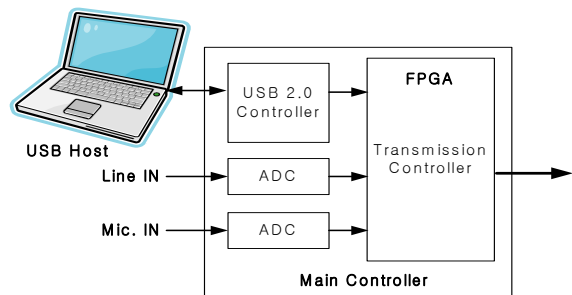 USB Host
Line IN
Mic. IN
USB 2.0
Controller
ADC
ADC
FPGA
Transmission
Controller
Main Controller